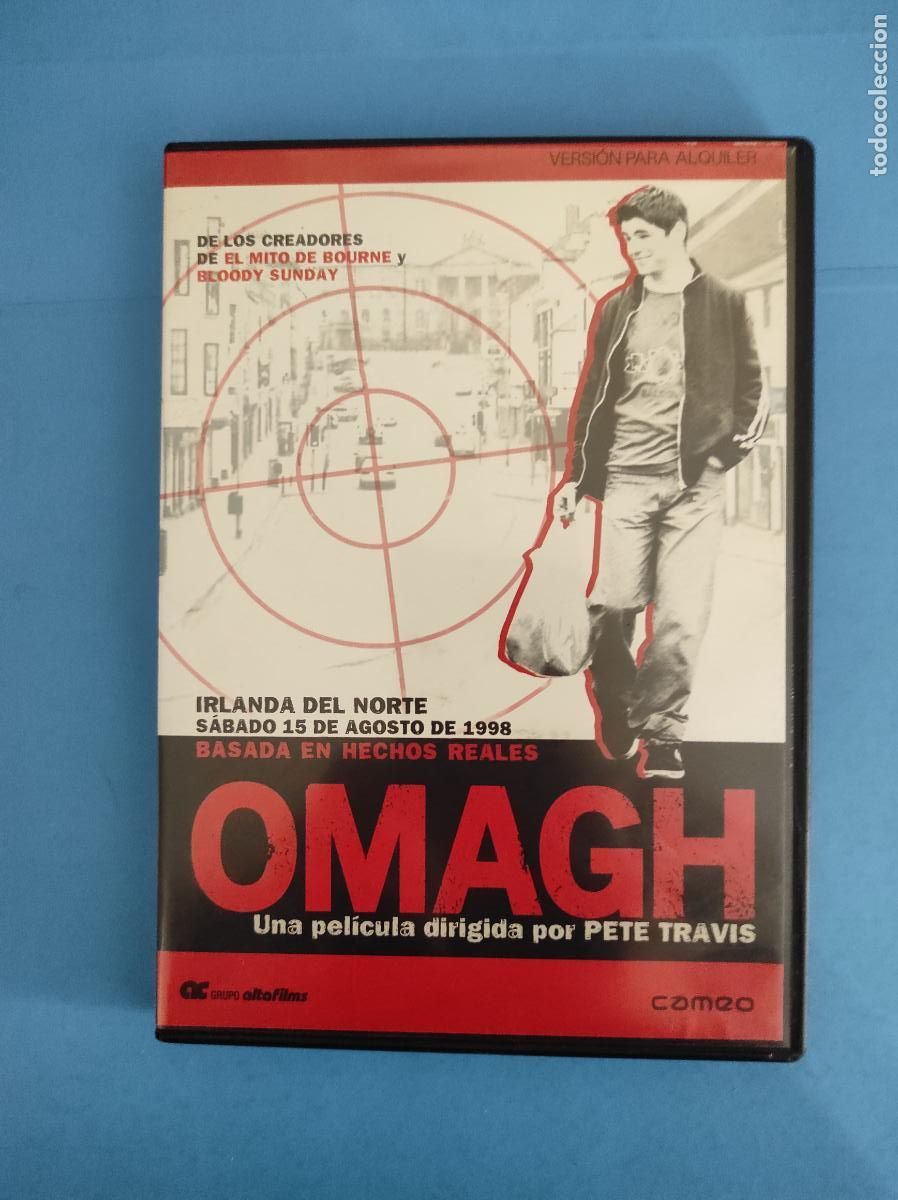 todocoleccion
VERSIÓN PARA ALQUILER
DE LOS CREADORES
DE EL MITO DE BOURNE y
BLOODY SUNDAY
IRLANDA DEL NORTE
SÁBADO 15 DE AGOSTO DE 1998
BASADA EN HECHOS REALES
OMAGH
Una película dirigida por PETE TRAVIS
GRUPO altafilms
cameo